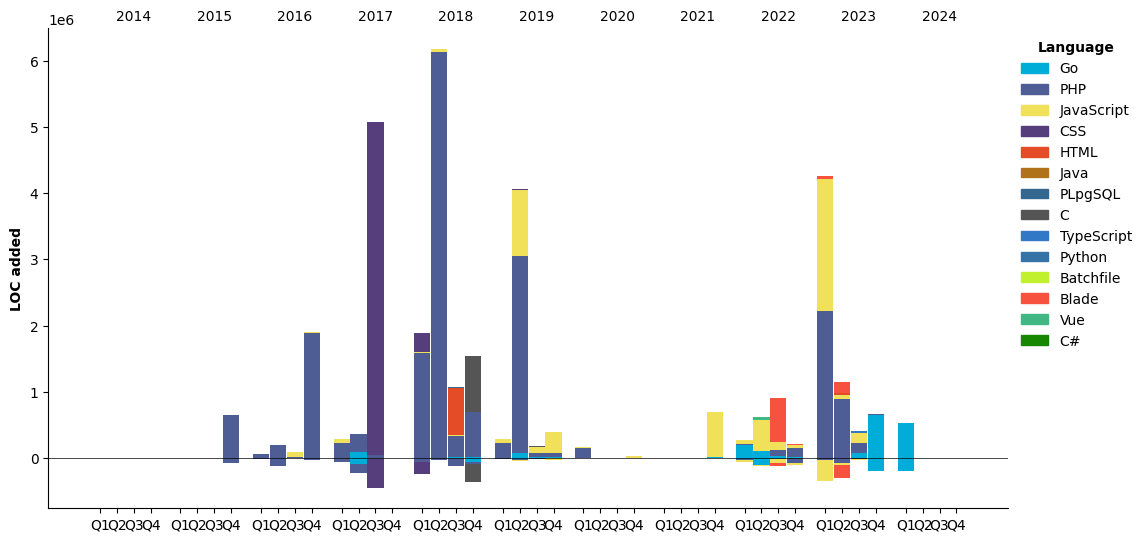 1e6
2014 2015 2016 2017 2018 2019 2020 2021 2022 2023 2024
LOC added
6
5
4
3
2
1
0
Q1Q2Q3Q4 Q1Q2Q3Q4 Q1Q2Q3Q4 Q1Q2Q3Q4 Q1Q2Q3Q4 Q1Q2Q3Q4 Q1Q2Q3Q4 Q1Q2Q3Q4 Q1Q2Q3Q4 Q1Q2Q3Q4 Q1Q2Q3Q4
Language
Go
PHP
JavaScript
CSS
HTML
Java
PLpgSQL
C
TypeScript
Python
Batchfile
Blade
Vue
C#